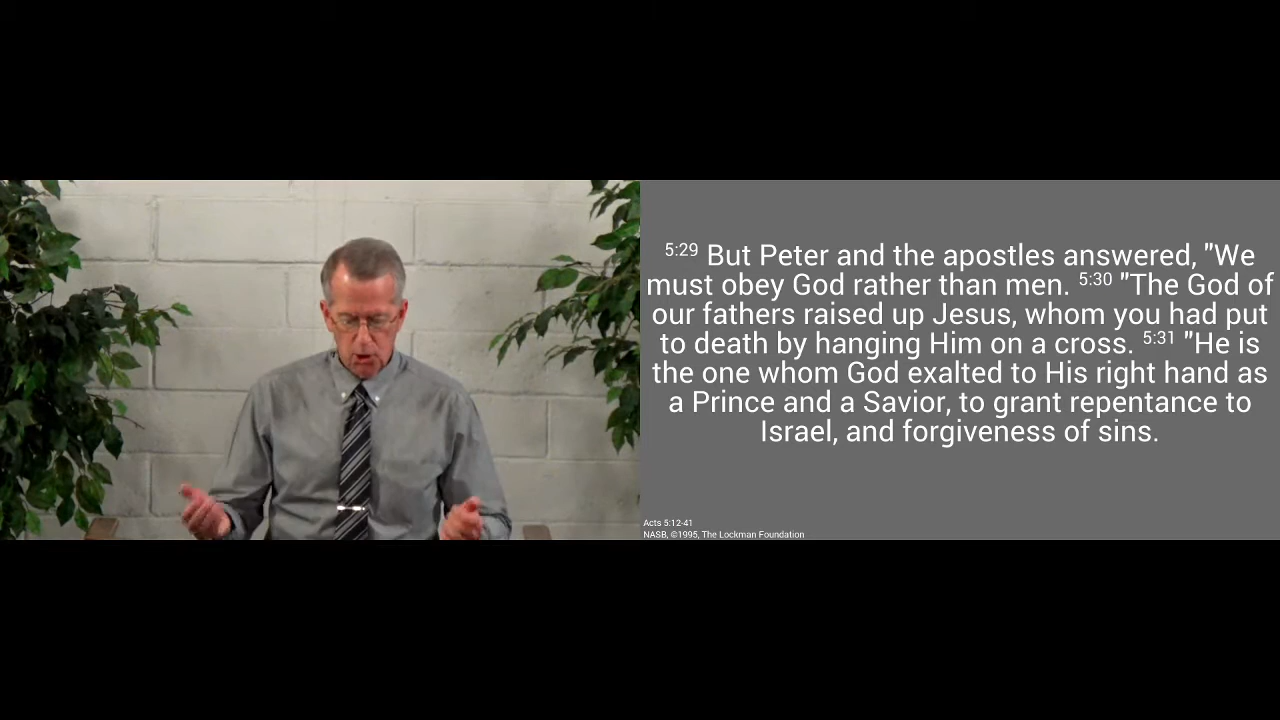 5:29 But Peter and the apostles answered, "We
must obey God rather than men. 5:30 "The God of
our fathers raised up Jesus, whom you had put
to death by hanging Him on a cross. 5:31 "He is
the one whom God exalted to His right hand as
a Prince and a Savior, to grant repentance to
Israel, and forgiveness of sins.
Acts 5:12-41
NASB, ©1995, The Lockman Foundation